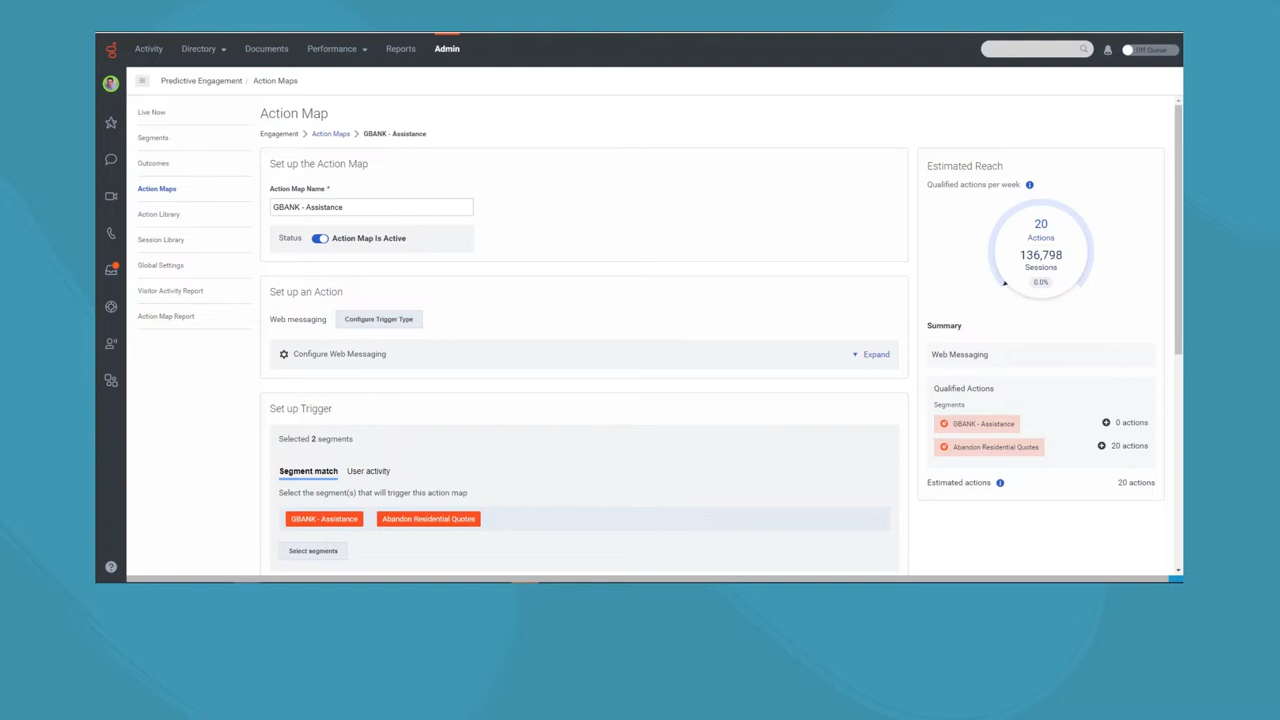 Activity Directory Documents Performance Reports Admin Off Queue
Predictive Engagement / Action Maps
Live Now
Segments
Outcomes
Action Maps
Action Library
Session Library
Global Settings
Visitor Activity Report
Action Map Report
Action Map
Engagement > Action Maps > GBANK - Assistance
Set up the Action Map
Action Map Name *
GBANK - Assistance
Status Action Map Is Active
Set up an Action
Web messaging Configure Trigger Type
Configure Web Messaging Expand
Set up Trigger
Selected 2 segments
Segment match User activity
Select the segment(s) that will trigger this action map
GBANK - Assistance Abandon Residential Quotes
Select segments
Estimated Reach
Qualified actions per week
20
Actions
136,798
Sessions
0.0%
Summary
Web Messaging
Qualified Actions
Segments
GBANK - Assistance 0 actions
Abandon Residential Quotes 20 actions
Estimated actions 20 actions